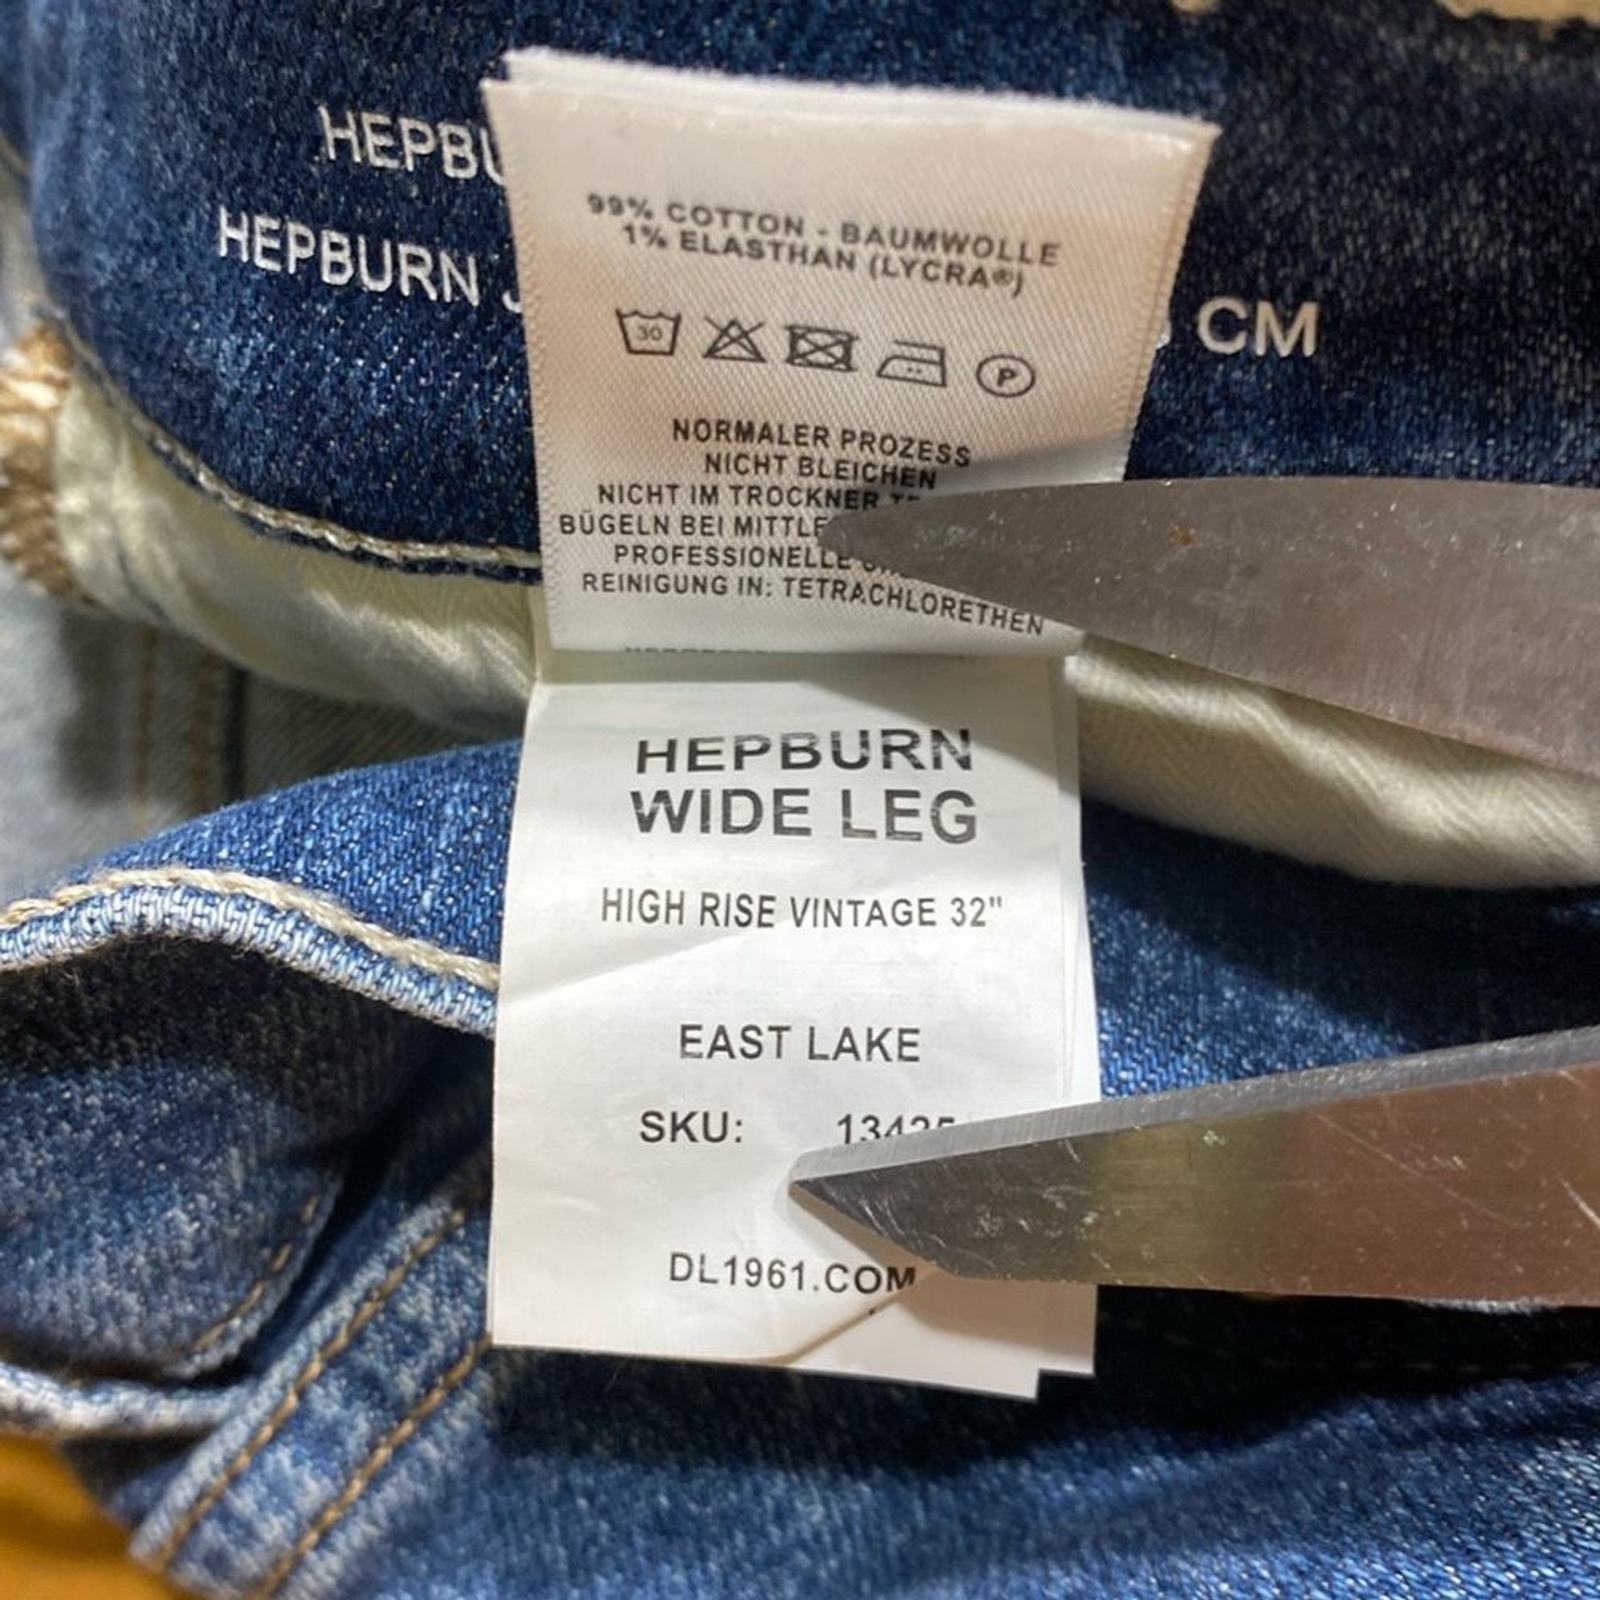 HEPBU
HEPBURN J
CM
99% COTTON - BAUMWOLLE
1% ELASTHAN (LYCRA®)
30
P
NORMALER PROZESS
NICHT BLEICHEN
NICHT IM TROCKNER
BÜGELN BEI
PROFESSIONELLE
REINIGUNG IN: TETRACHLORETHEN
HEPBURN
WIDE LEG
HIGH RISE VINTAGE 32"
EAST LAKE
SKU:
DL1961.COM